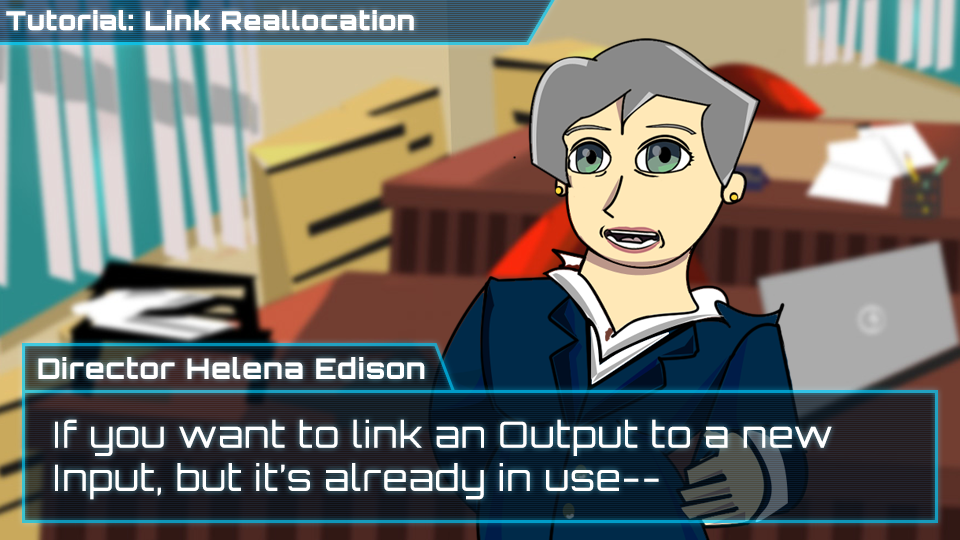 Tutorial: Link Reallocation
Director Helena Edison
If you want to link an Output to a new
Input, but it's already in use--